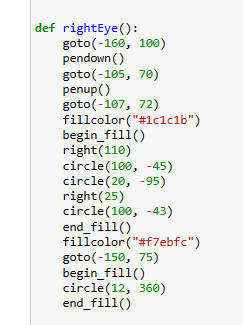 def rightEye():
    goto(-160, 100)
    pendown()
    goto(-105, 70)
    penup()
    goto(-107, 72)
    fillcolor("#1c1c1b")
    begin_fill()
    right(110)
    circle(100, -45)
    circle(20, -95)
    right(25)
    circle(100, -43)
    end_fill()
    fillcolor("#f7ebfc")
    goto(-150, 75)
    begin_fill()
    circle(12, 360)
    end_fill()